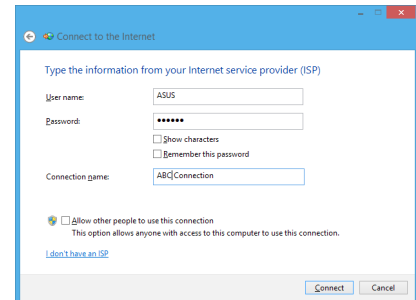 Connect to the Internet
Type the information from your Internet service provider (ISP)
User name: ASUS
Password: ••••••
Show characters
Remember this password
Connection name: ABC Connection
Allow other people to use this connection
This option allows anyone with access to this computer to use this connection.
I don't have an ISP
Connect Cancel